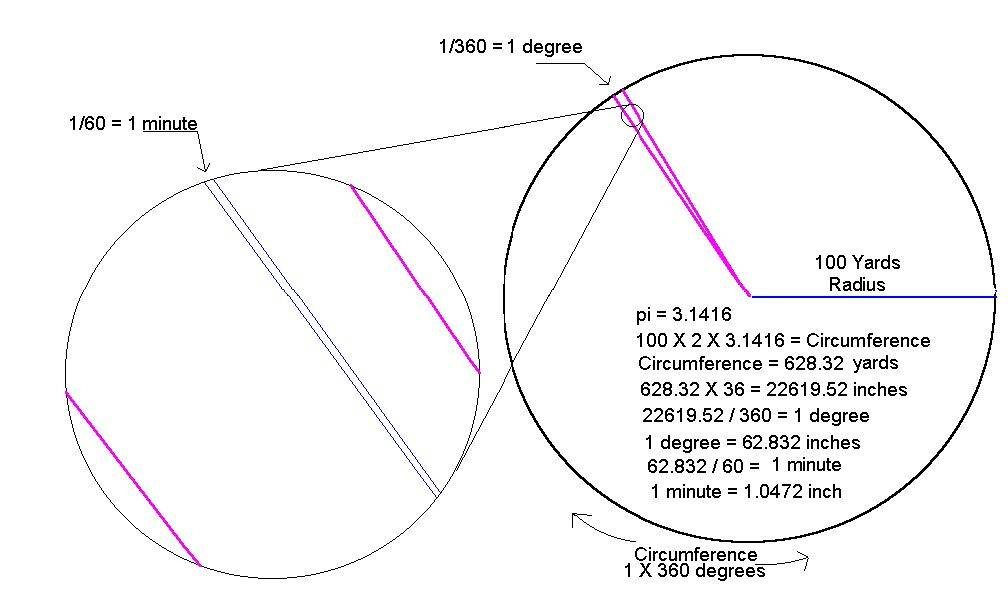 1/360 = 1 degree
1/60 = 1 minute
100 Yards
Radius
pi = 3.1416
100 X 2 X 3.1416 = Circumference
Circumference = 628.32 yards
628.32 X 36 = 22619.52 inches
22619.52 / 360 = 1 degree
1 degree = 62.832 inches
62.832 / 60 = 1 minute
1 minute = 1.0472 inch
Circumference
1 X 360 degrees